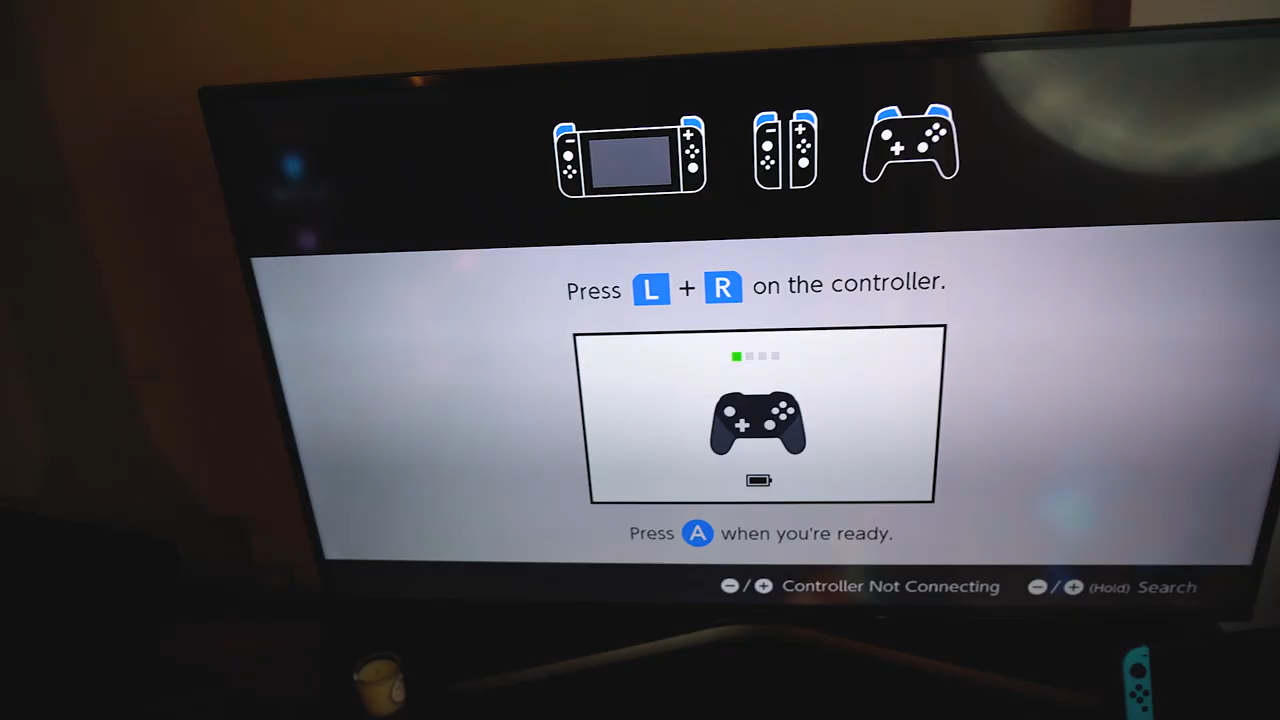 Press L + R on the controller.
Press A when you're ready.
−/+ Controller Not Connecting −/+ (Hold) Search